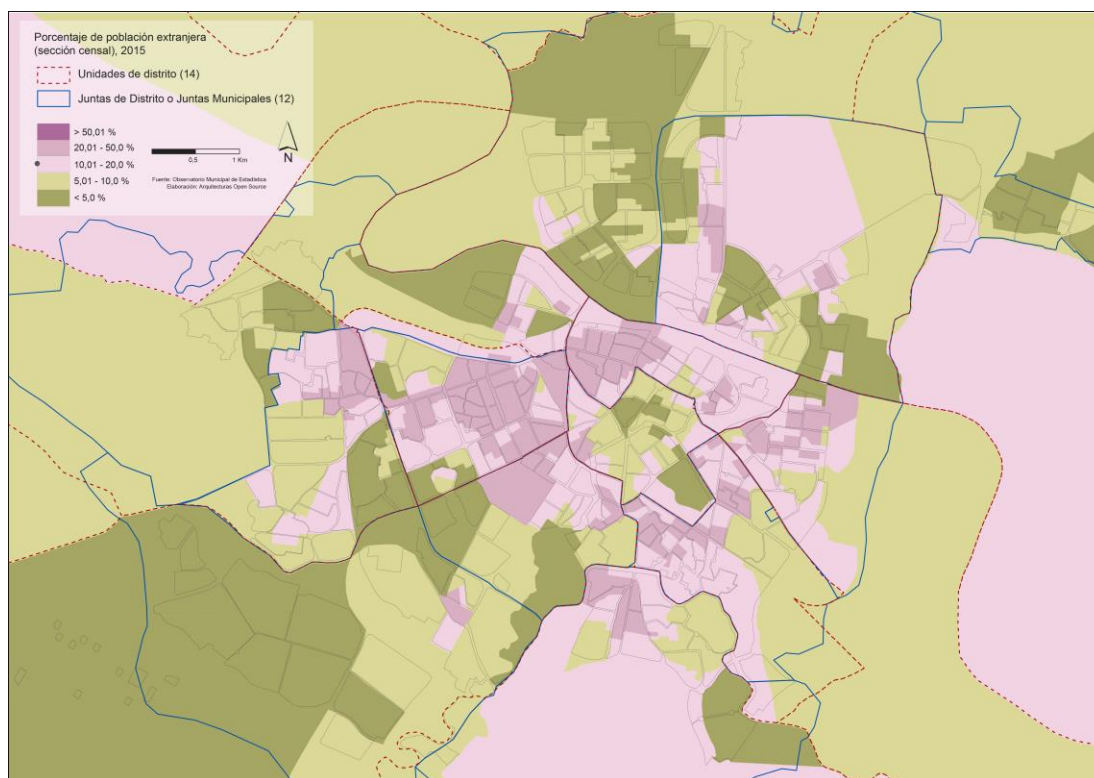 Porcentaje de población extranjera
(sección censal), 2015
Unidades de distrito (14)
Juntas de Distrito o Juntas Municipales (12)
> 50,01 %
20,01 - 50,0 %
10,01 - 20,0 %
5,01 - 10,0 %
< 5,0 %
0,5 1 Km
N
Fuente: Observatorio Municipal de Estadística
Elaboración: Arquitecturas Open Source